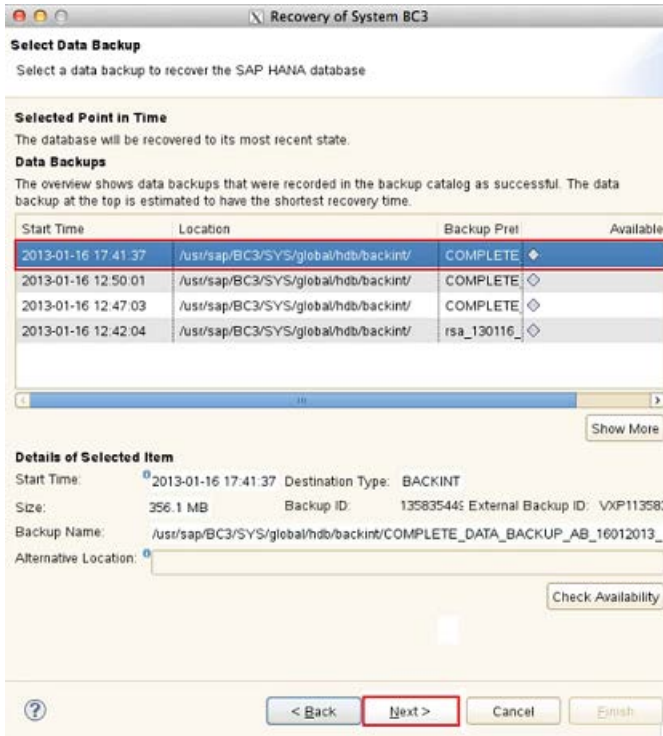 Recovery of System BC3
Select Data Backup
Select a data backup to recover the SAP HANA database
Selected Point in Time
The database will be recovered to its most recent state.
Data Backups
The overview shows data backups that were recorded in the backup catalog as successful. The data
backup at the top is estimated to have the shortest recovery time.
Start Time Location Backup Pref Available
2013-01-16 17:41:37 /usr/sap/BC3/SYS/global/hdb/backint/ COMPLETE_
2013-01-16 12:50:01 /usr/sap/BC3/SYS/global/hdb/backint/ COMPLETE_
2013-01-16 12:47:03 /usr/sap/BC3/SYS/global/hdb/backint/ COMPLETE_
2013-01-16 12:42:04 /usr/sap/BC3/SYS/global/hdb/backint/ rsa_130116_
Show More
Details of Selected Item
Start Time: 2013-01-16 17:41:37 Destination Type: BACKINT
Size: 356.1 MB Backup ID: 135835449 External Backup ID: VXP113583
Backup Name: /usr/sap/BC3/SYS/global/hdb/backint/COMPLETE_DATA_BACKUP_AB_16012013_
Alternative Location:
Check Availability
< Back Next > Cancel Finish